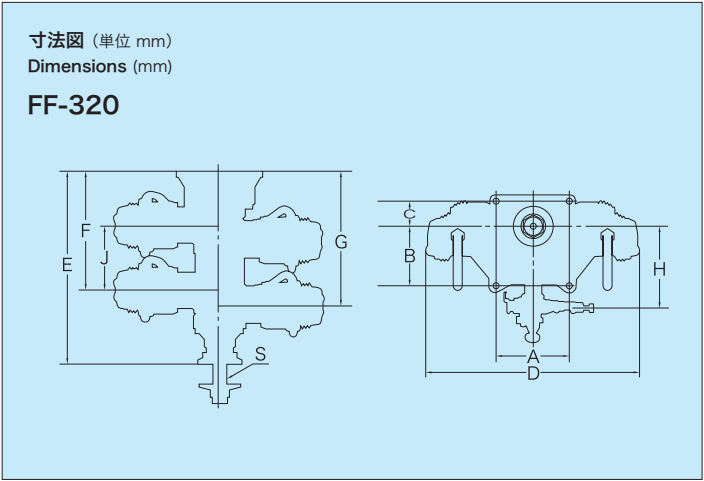 寸法図（単位 mm）
Dimensions (mm)
FF-320
F
E
J
G
S
C
B
H
A
D